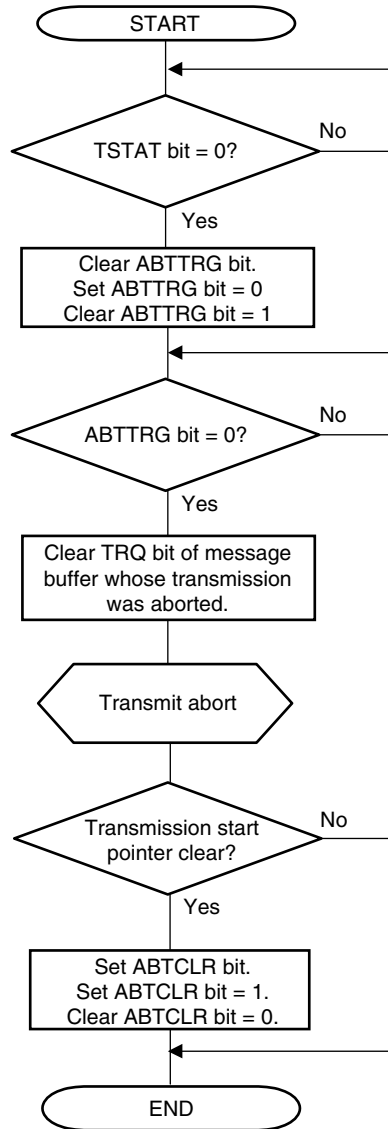 START
TSTAT bit = 0?
No
Yes
Clear ABTTRG bit.
Set ABTTRG bit = 0
Clear ABTTRG bit = 1
ABTTRG bit = 0?
No
Yes
Clear TRQ bit of message
buffer whose transmission
was aborted.
Transmit abort
Transmission start
pointer clear?
No
Yes
Set ABTCLR bit.
Set ABTCLR bit = 1.
Clear ABTCLR bit = 0.
END